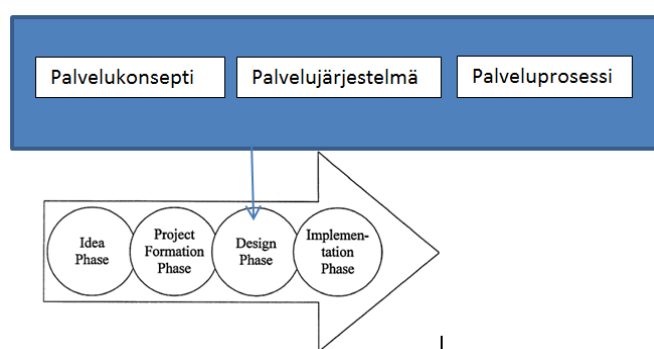 Palvelukonsepti
Palvelujärjestelmä
Palveluprosessi
Idea
Phase
Project
Formation
Phase
Design
Phase
Implemen-
tation
Phase